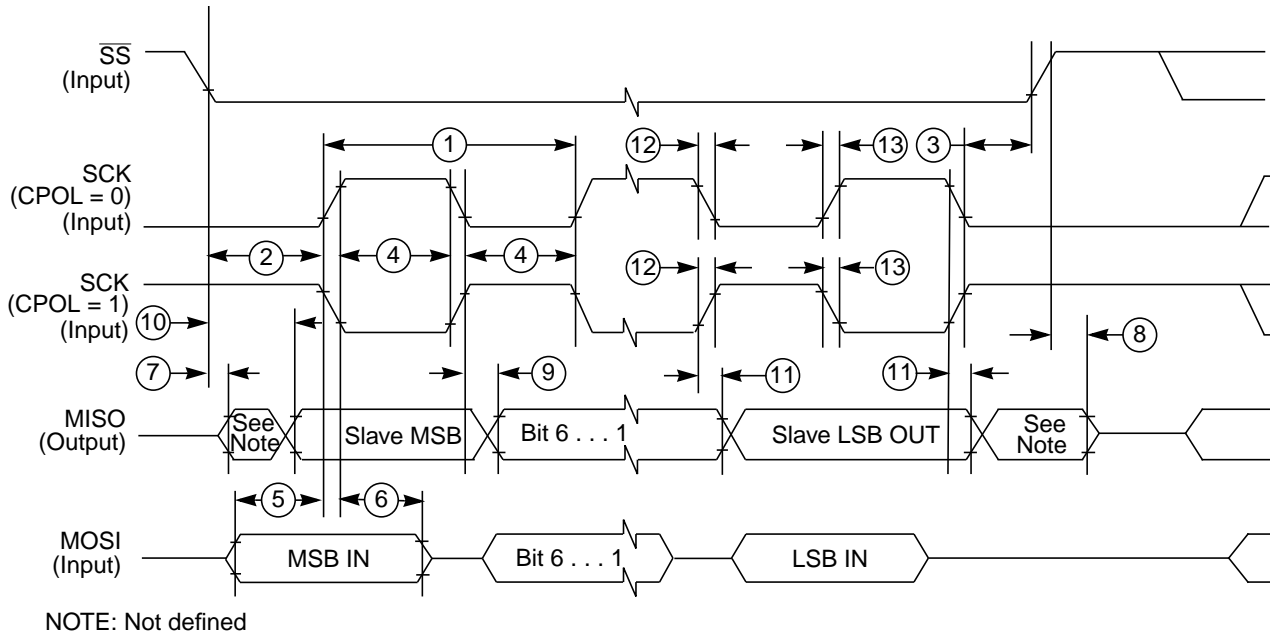 SS
(Input)
1
12
13
3
SCK
(CPOL = 0)
(Input)
2
4
4
12
13
SCK
(CPOL = 1)
(Input)
10
8
7
9
11
11
MISO
(Output)
See
Note
Slave MSB
Bit 6 . . . 1
Slave LSB OUT
See
Note
5
6
MOSI
(Input)
MSB IN
Bit 6 . . . 1
LSB IN
NOTE: Not defined